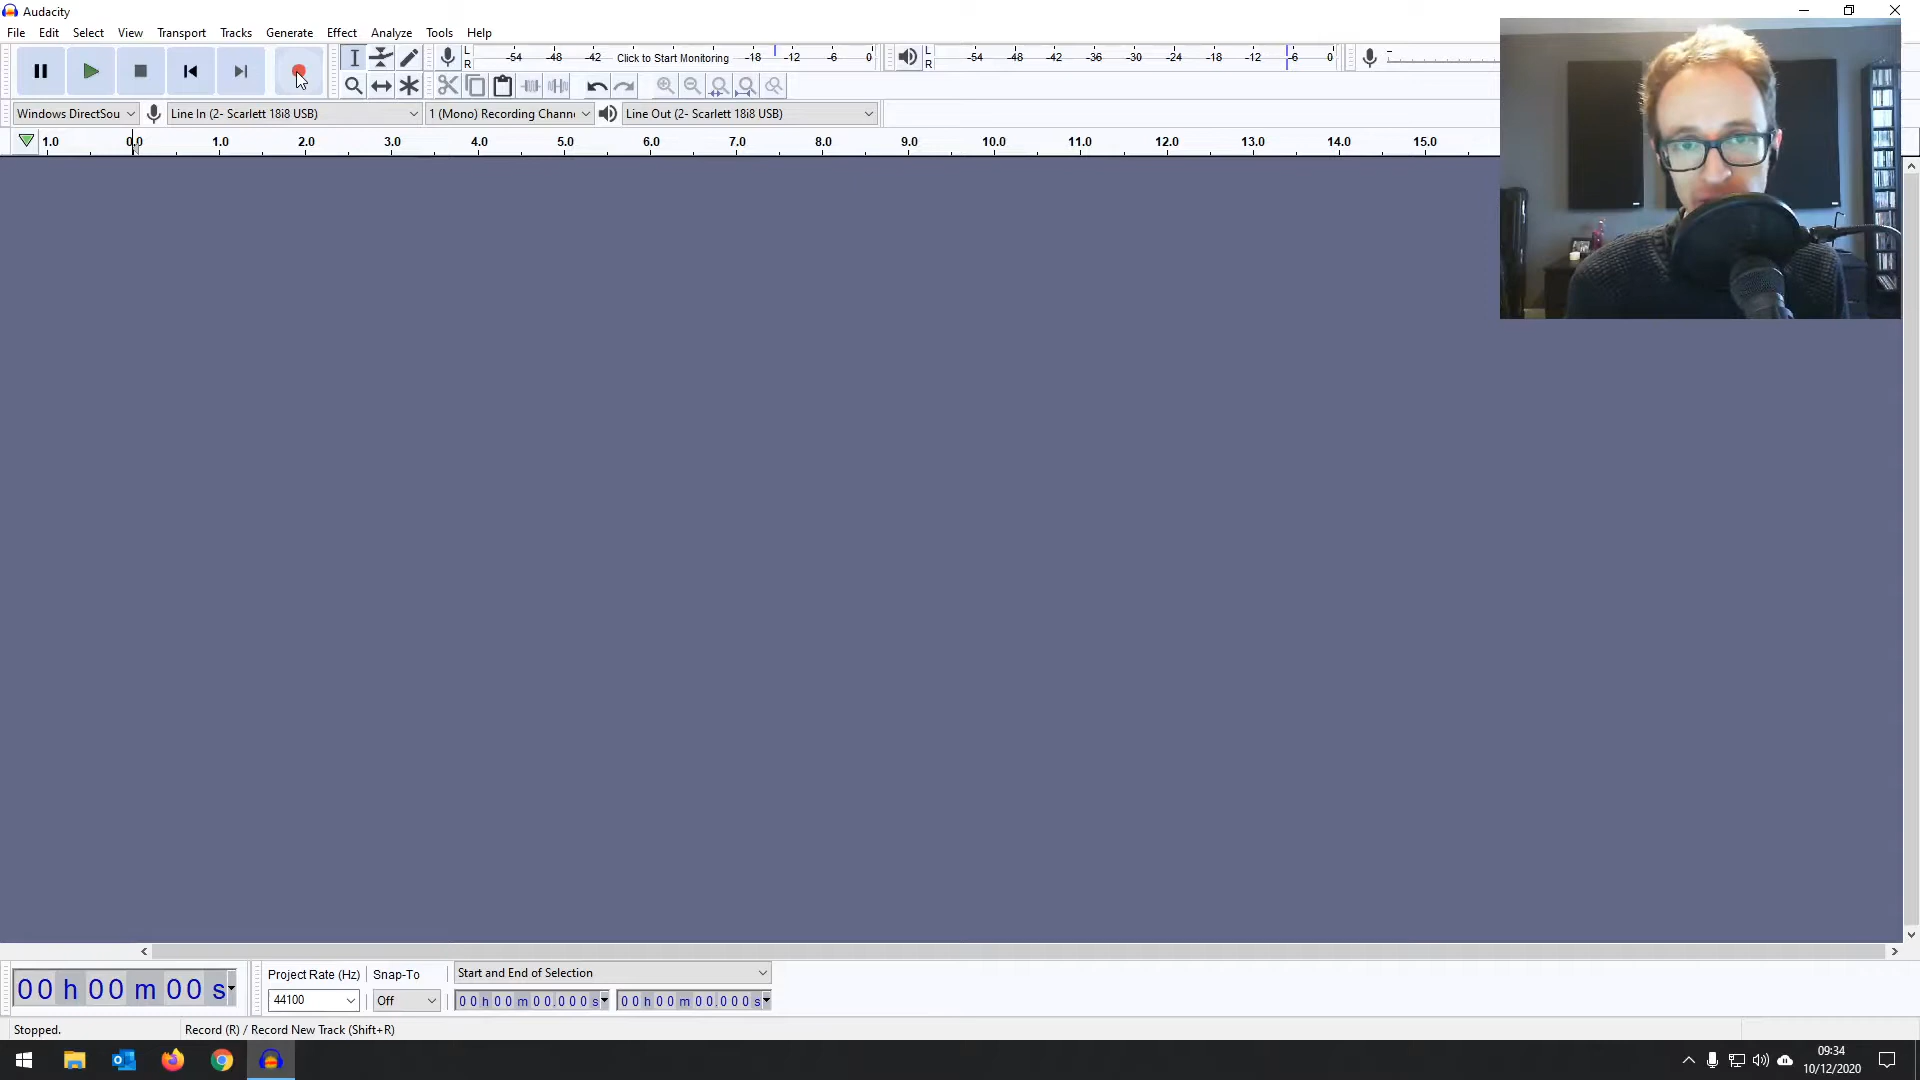 Audacity
File Edit Select View Transport Tracks Generate Effect Analyze Tools Help
L -54 -48 -42 Click to Start Monitoring -18 -12 -6 0 L -54 -48 -42 -36 -30 -24 -18 -12 -6 0
R R
Windows DirectSou Line In (2- Scarlett 18i8 USB) 1 (Mono) Recording Chann Line Out (2- Scarlett 18i8 USB)
1.0 0.0 1.0 2.0 3.0 4.0 5.0 6.0 7.0 8.0 9.0 10.0 11.0 12.0 13.0 14.0 15.0
Project Rate (Hz) Snap-To Start and End of Selection
00 h 00 m 00 s
44100 Off 00 h 00 m 00.000 s 00 h 00 m 00.000 s
Stopped. Record (R) / Record New Track (Shift+R)
09:34
10/12/2020